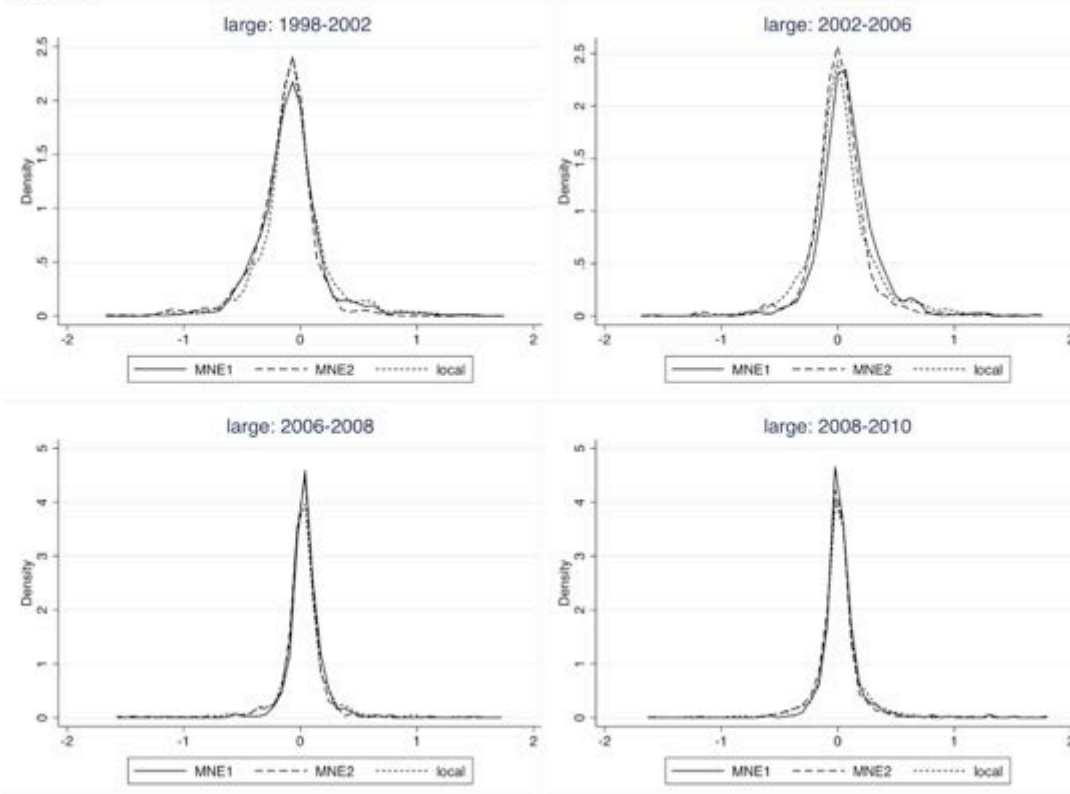 large: 1998-2002
Density
0 .5 1 1.5 2 2.5
-2 -1 0 1 2
MNE1 MNE2 local
large: 2002-2006
Density
0 .5 1 1.5 2 2.5
-2 -1 0 1 2
MNE1 MNE2 local
large: 2006-2008
Density
0 1 2 3 4 5
-2 -1 0 1 2
MNE1 MNE2 local
large: 2008-2010
Density
0 1 2 3 4 5
-2 -1 0 1 2
MNE1 MNE2 local